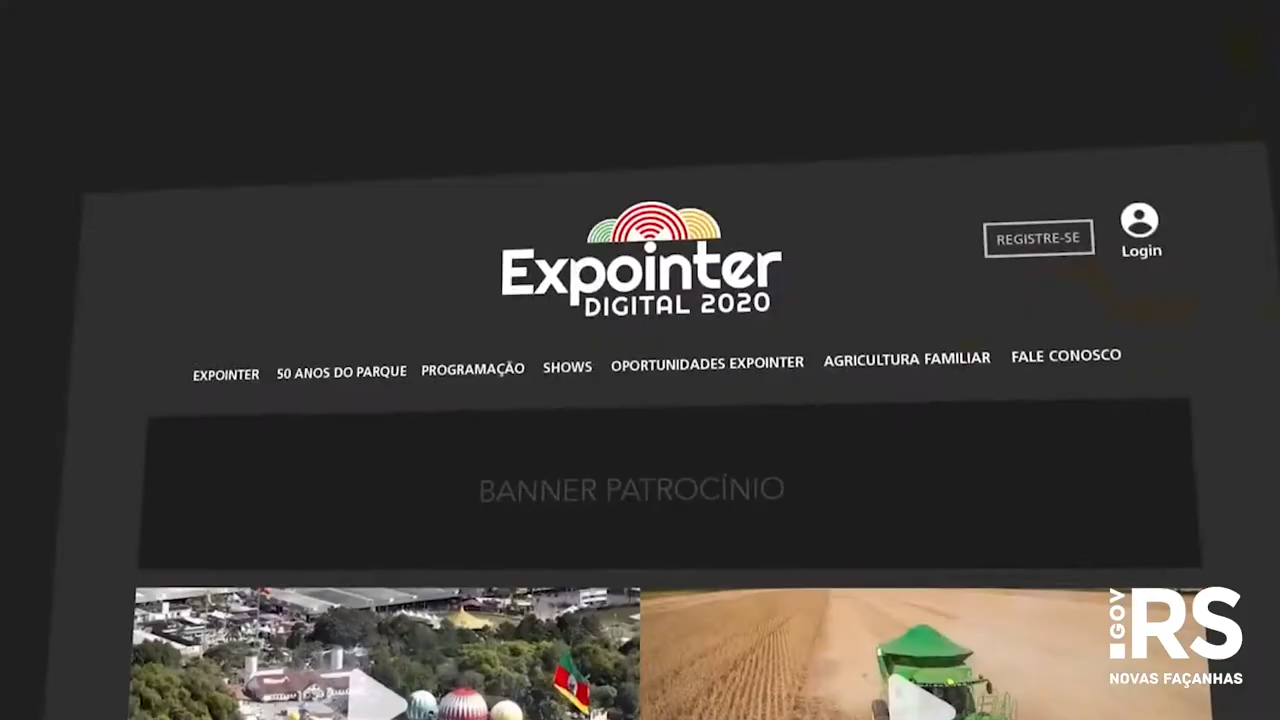 Expointer
DIGITAL 2020
REGISTRE-SE
Login
EXPOINTER 50 ANOS DO PARQUE PROGRAMAÇÃO SHOWS OPORTUNIDADES EXPOINTER AGRICULTURA FAMILIAR FALE CONOSCO
BANNER PATROCÍNIO
.GOV
RS
NOVAS FAÇANHAS